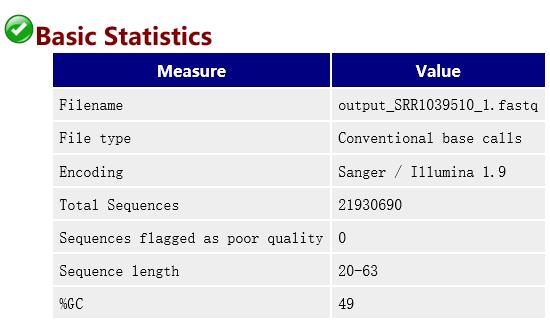 Basic Statistics
Measure Value
Filename output_SRR1039510_1.fastq
File type Conventional base calls
Encoding Sanger / Illumina 1.9
Total Sequences 21930690
Sequences flagged as poor quality 0
Sequence length 20-63
%GC 49